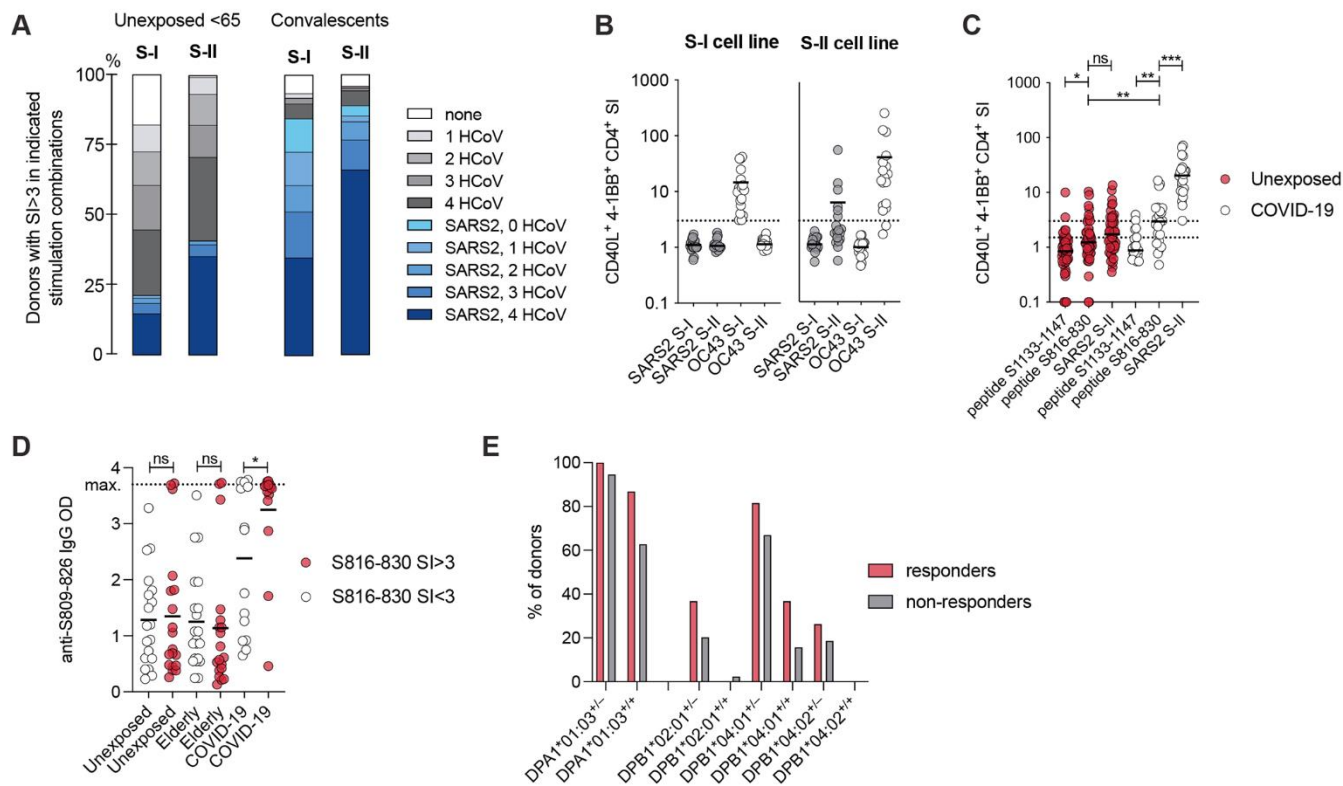 A
Unexposed <65
Convalescents
S-I
S-II
S-I
S-II
%
100
75
50
25
0
Donors with SI>3 in indicated
stimulation combinations
none
1 HCoV
2 HCoV
3 HCoV
4 HCoV
SARS2, 0 HCoV
SARS2, 1 HCoV
SARS2, 2 HCoV
SARS2, 3 HCoV
SARS2, 4 HCoV
B
S-I cell line
S-II cell line
CD40L+ 4-1BB+ CD4+ SI
1000
100
10
1
0.1
SARS2 S-I
SARS2 S-II
OC43 S-I
OC43 S-II
SARS2 S-I
SARS2 S-II
OC43 S-I
OC43 S-II
C
ns
***
*
**
**
CD40L+ 4-1BB+ CD4+ SI
1000
100
10
1
0.1
peptide S1133-1147
peptide S816-830
SARS2 S-II
peptide S1133-1147
peptide S816-830
SARS2 S-II
Unexposed
COVID-19
D
ns
ns
*
anti-S809-826 IgG OD
4
max.
3
2
1
0
Unexposed
Unexposed
Elderly
Elderly
COVID-19
COVID-19
S816-830 SI>3
S816-830 SI<3
E
% of donors
100
80
60
40
20
0
DPA1*01:03+/-
DPA1*01:03+/+
DPB1*02:01+/-
DPB1*02:01+/+
DPB1*04:01+/-
DPB1*04:01+/+
DPB1*04:02+/-
DPB1*04:02+/+
responders
non-responders